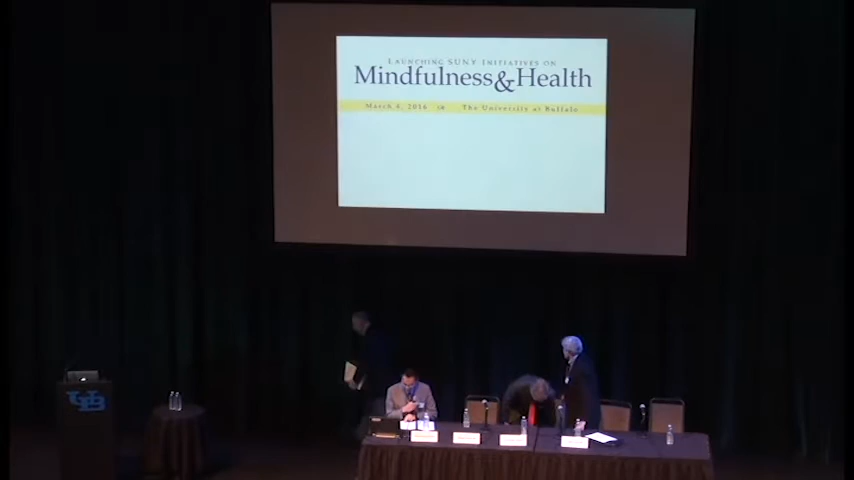 LAUNCHING SUNY INITIATIVES ON
Mindfulness & Health
March 4, 2016 The University at Buffalo
UB